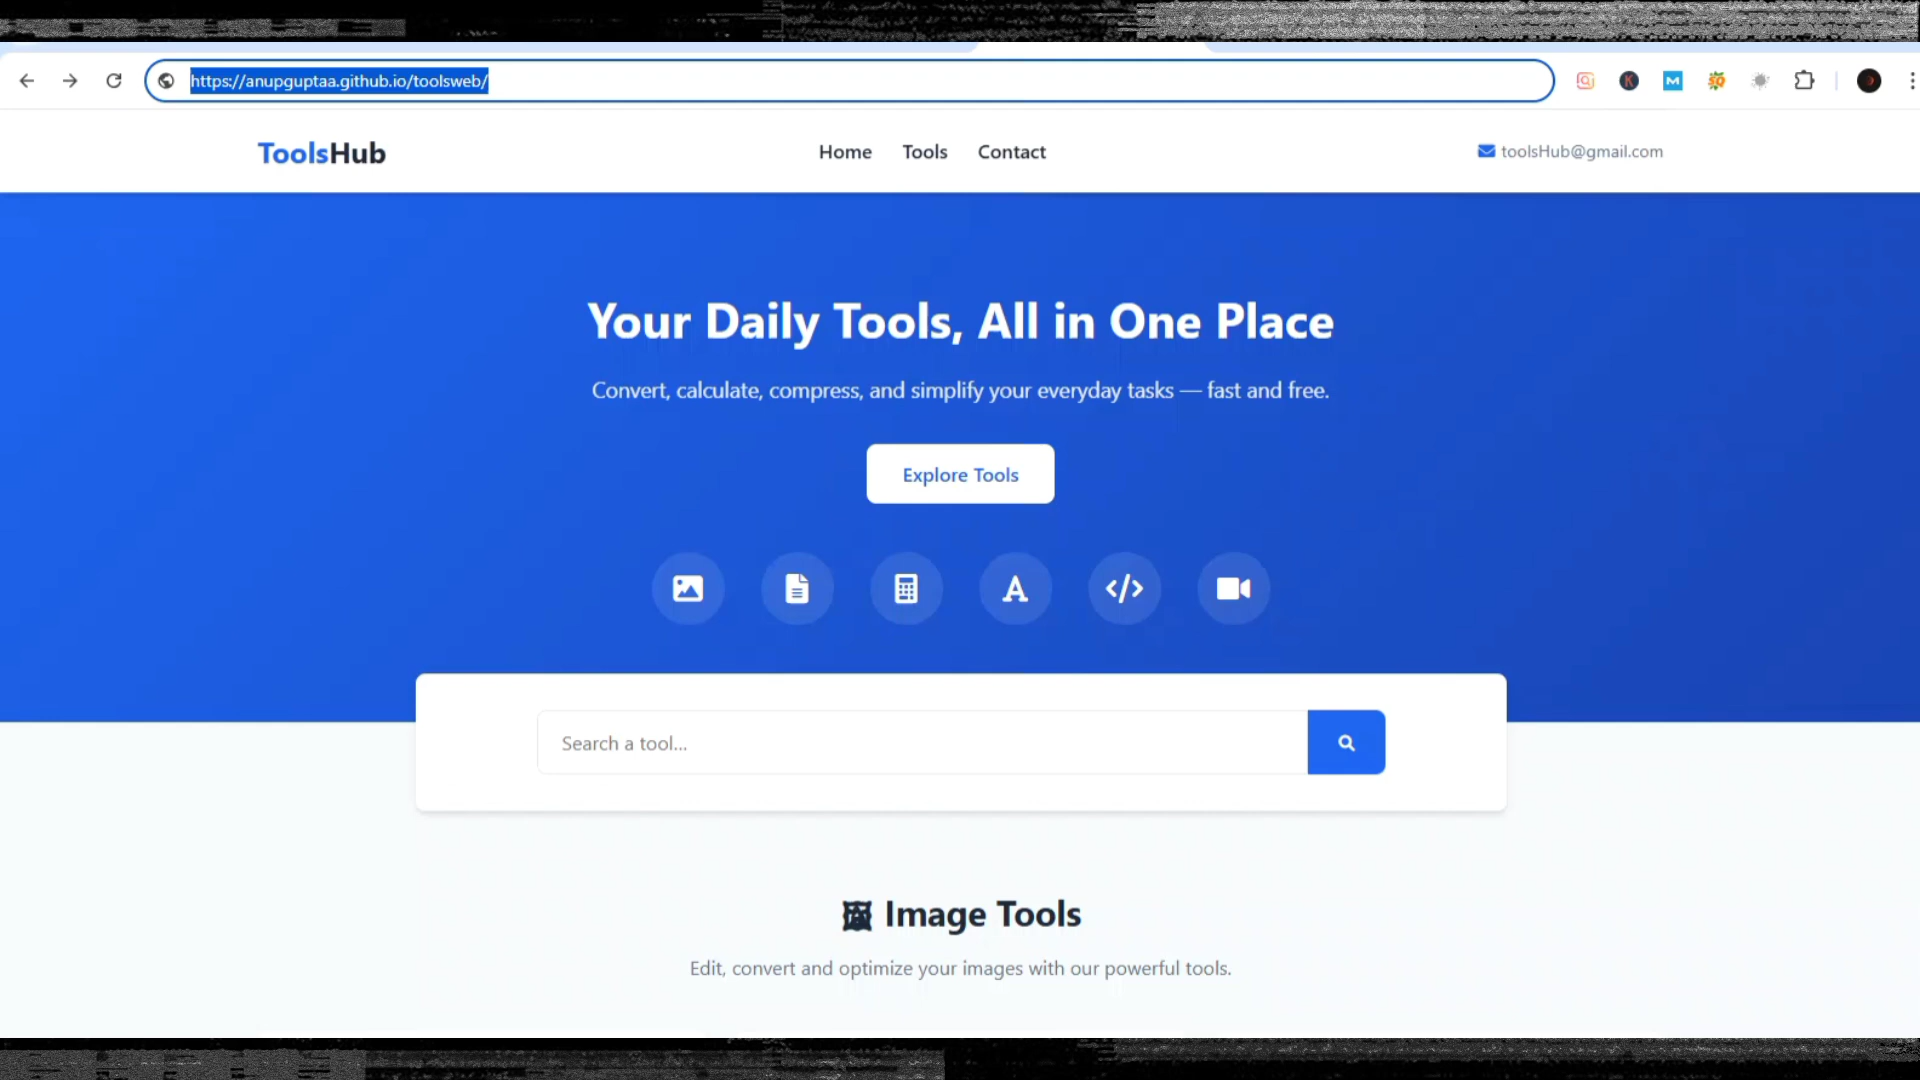 https://anupguptaa.github.io/toolsweb/
ToolsHub
Home
Tools
Contact
toolsHub@gmail.com
Your Daily Tools, All in One Place
Convert, calculate, compress, and simplify your everyday tasks — fast and free.
Explore Tools
Search a tool...
Image Tools
Edit, convert and optimize your images with our powerful tools.